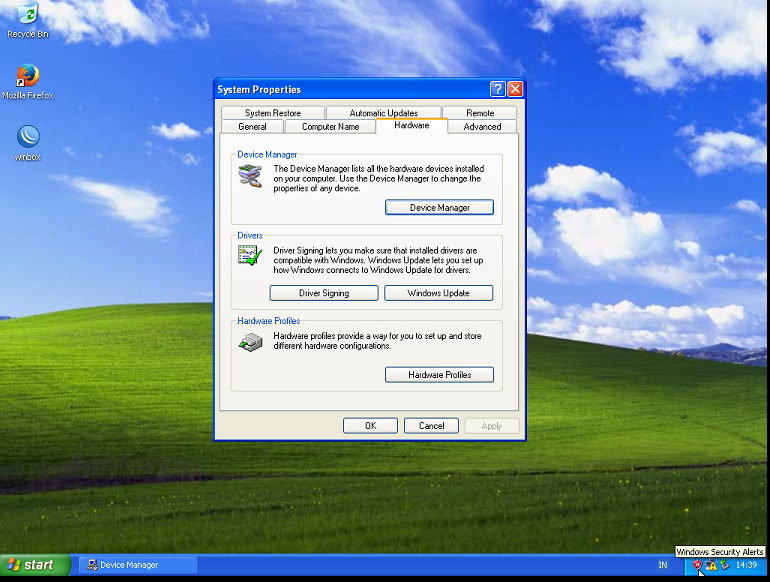 Recycle Bin
Mozilla Firefox
winbox
System Properties
System Restore
Automatic Updates
Remote
General
Computer Name
Hardware
Advanced
Device Manager
The Device Manager lists all the hardware devices installed
on your computer. Use the Device Manager to change the
properties of any device.
Device Manager
Drivers
Driver Signing lets you make sure that installed drivers are
compatible with Windows. Windows Update lets you set up
how Windows connects to Windows Update for drivers.
Driver Signing
Windows Update
Hardware Profiles
Hardware profiles provide a way for you to set up and store
different hardware configurations.
Hardware Profiles
OK
Cancel
Apply
Windows Security Alerts
start
Device Manager
IN
14:39